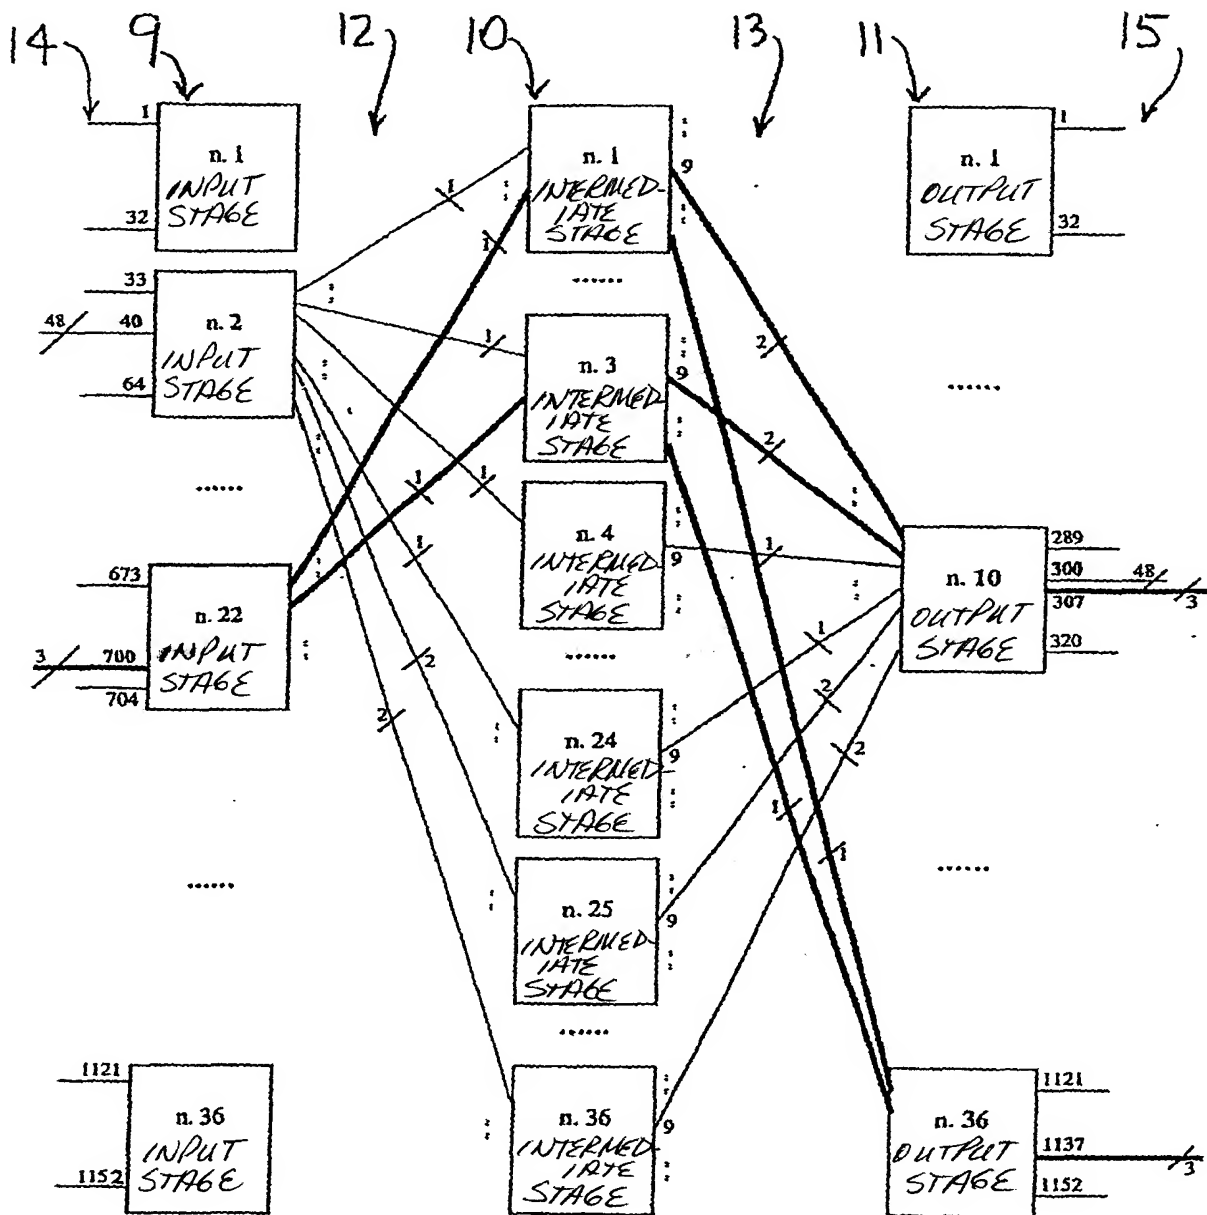 14 9 12 10 13 11 15
1
n. 1
INPUT
STAGE
32
33
48 40
n. 2
INPUT
STAGE
64
......
673
n. 22
INPUT
STAGE
3 700
704
......
1121
n. 36
INPUT
STAGE
1152
1
1
1
1
1
1
2
2
n. 1
INTERMED-
IATE
STAGE
9
......
n. 3
INTERMED-
IATE
STAGE
9
n. 4
INTERMED-
IATE
STAGE
9
......
n. 24
INTERMED-
IATE
STAGE
9
n. 25
INTERMED-
IATE
STAGE
9
......
n. 36
INTERMED-
IATE
STAGE
9
2
2
1
1
2
2
1
1
n. 1
OUTPUT
STAGE
1
32
......
n. 10
OUTPUT
STAGE
289
300 48
307 3
320
......
n. 36
OUTPUT
STAGE
1121
1137 3
1152